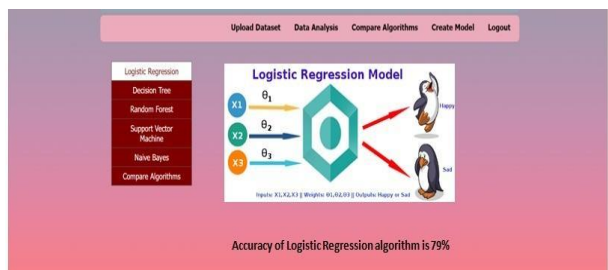 Upload Dataset Data Analysis Compare Algorithms Create Model Logout
Logistic Regression
Decision Tree
Random Forest
Support Vector
Machine
Naive Bayes
Compare Algorithms
Logistic Regression Model
X1 θ1
X2 θ2
X3 θ3
Happy
Sad
Inputs: X1,X2,X3 || Weights: Θ1,Θ2,Θ3 || Outputs: Happy or Sad
Accuracy of Logistic Regression algorithm is 79%